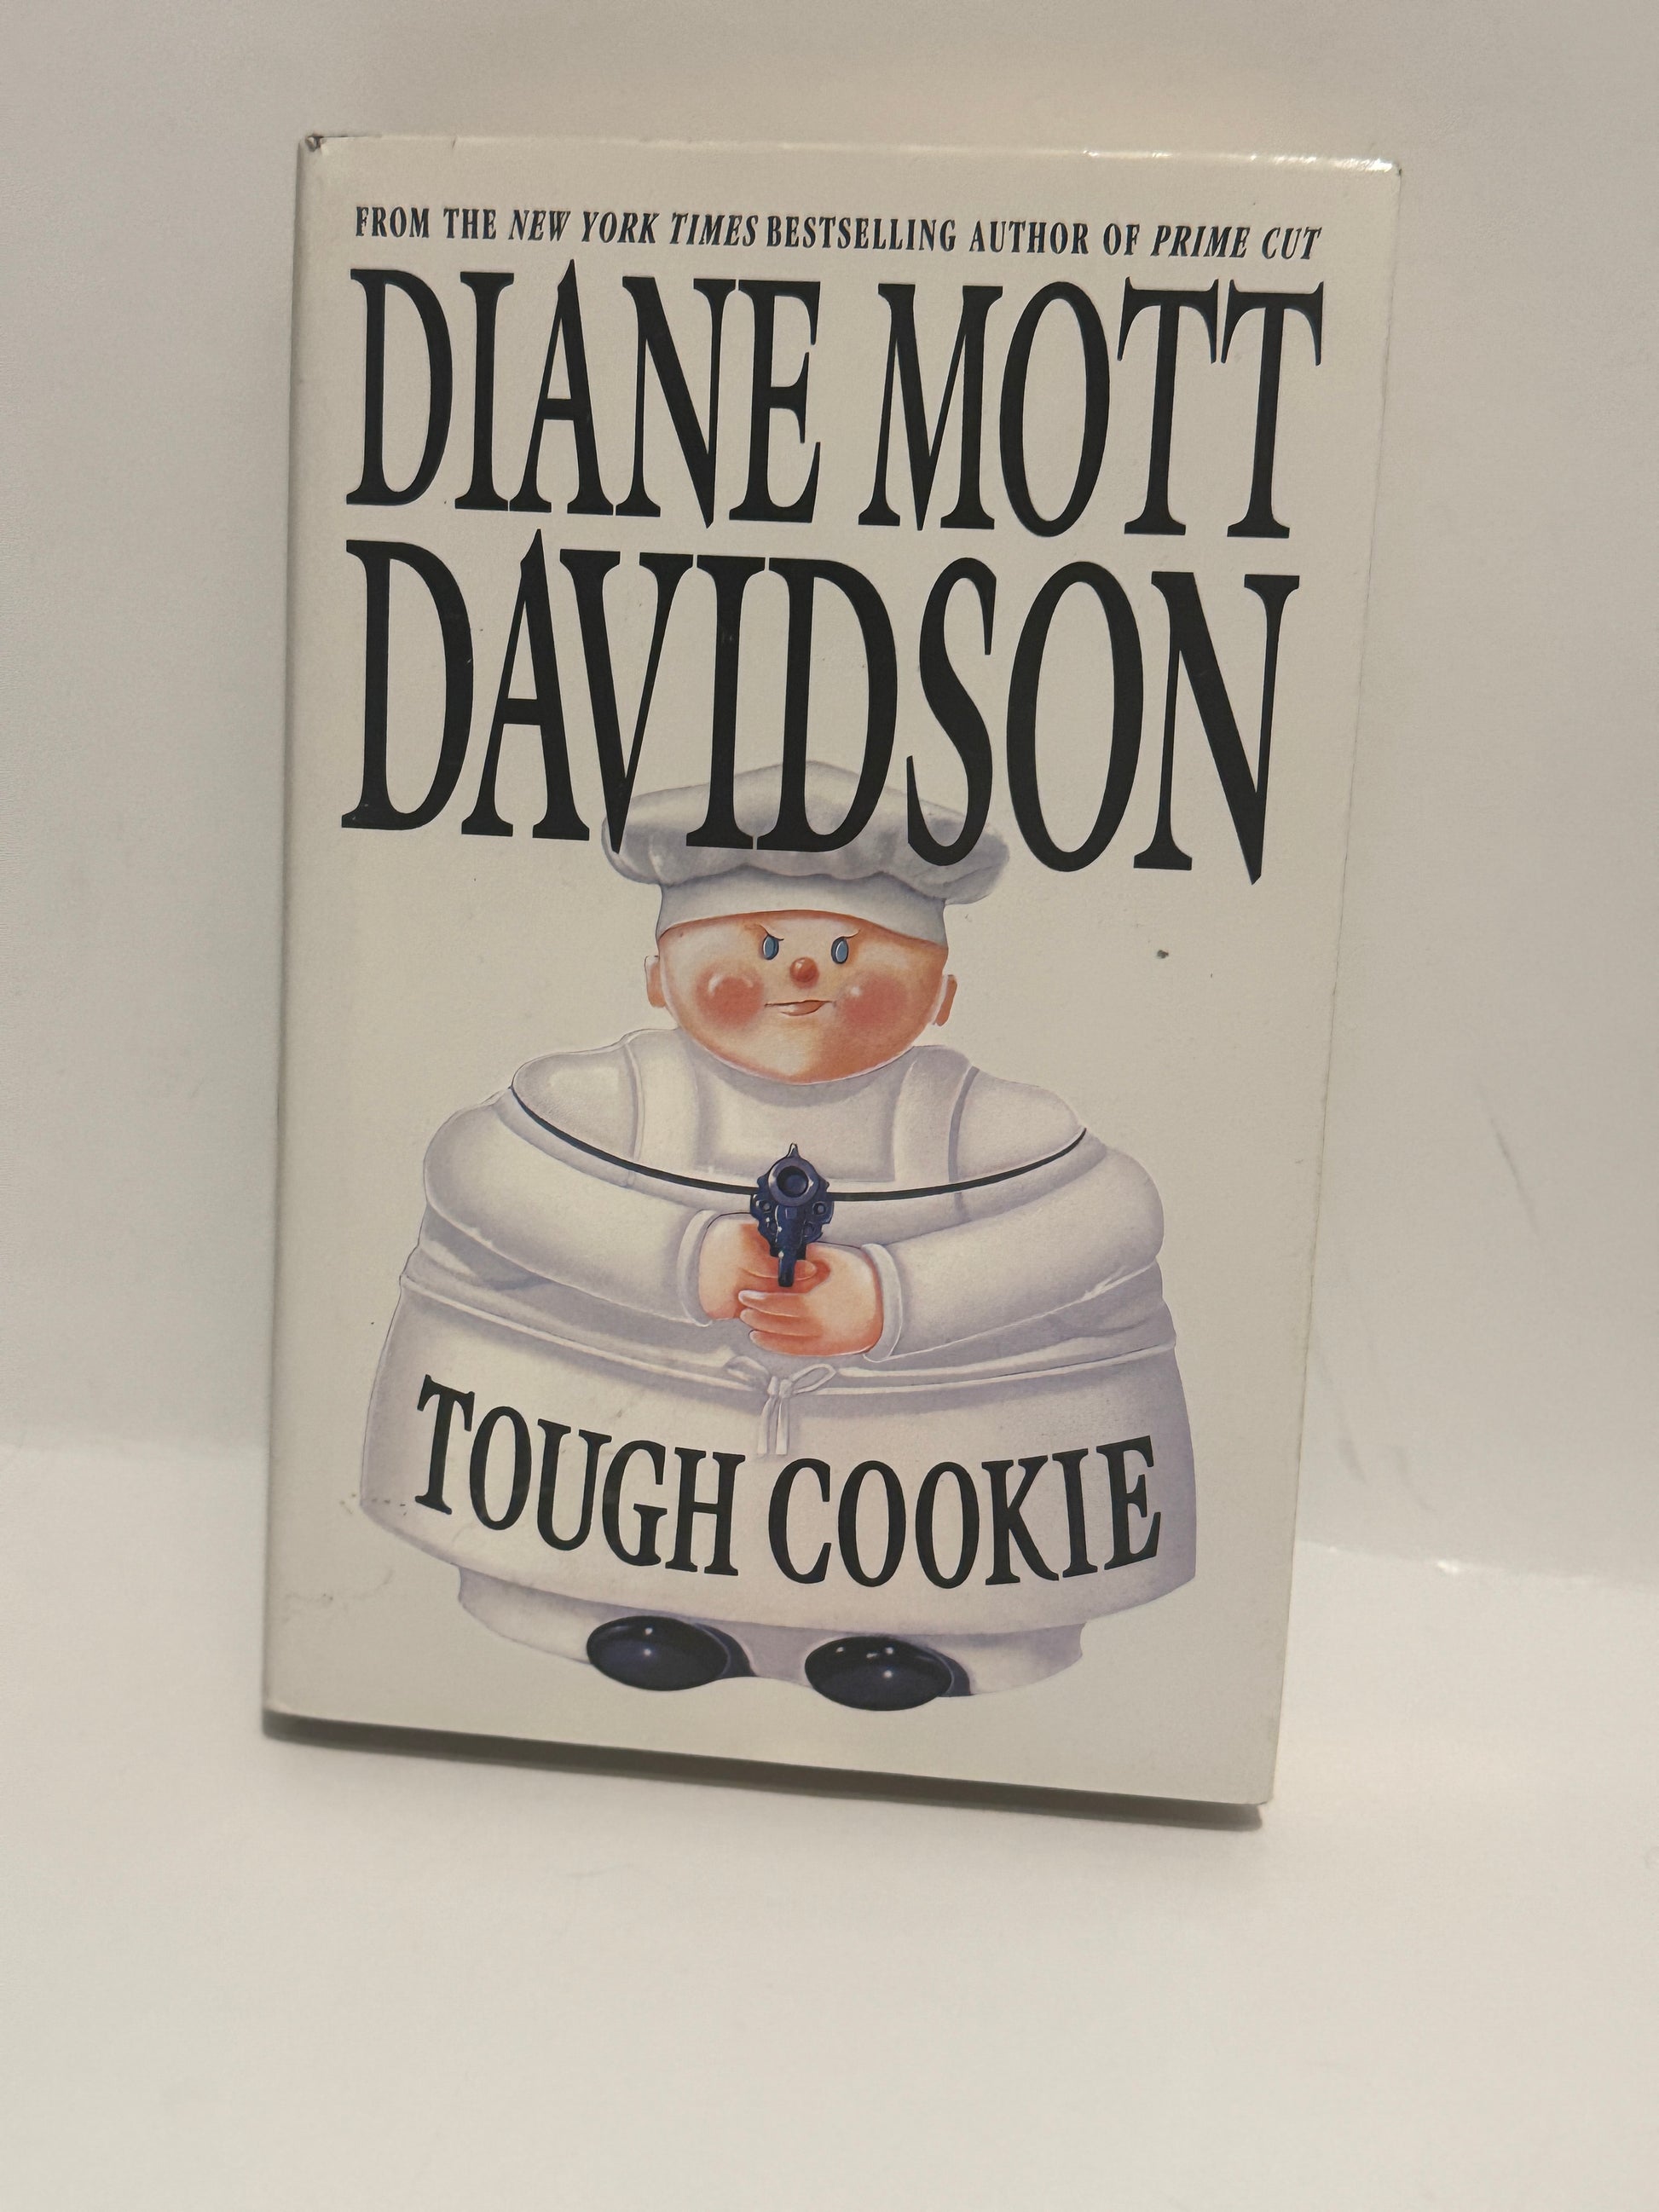 FROM THE NEW YORK TIMES BESTSELLING AUTHOR OF PRIME CUT
DIANE MOTT
DAVIDSON
TOUGH COOKIE